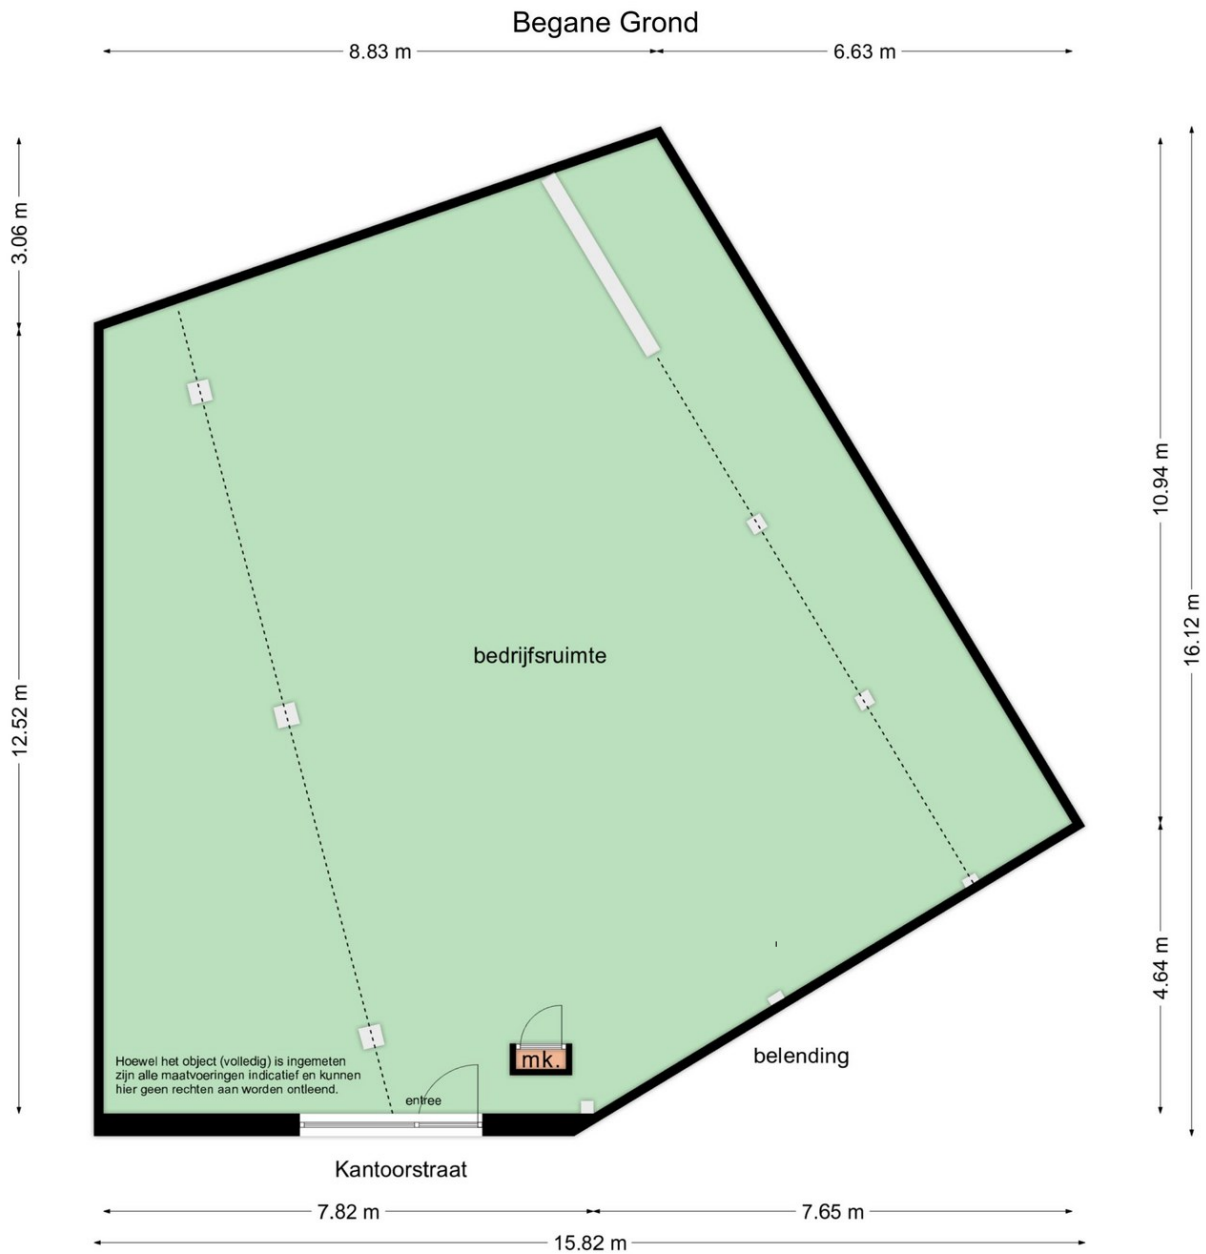 Begane Grond
8.83 m
6.63 m
3.06 m
12.52 m
10.94 m
16.12 m
4.64 m
bedrijfsruimte
mk.
belending
Hoewel het object (volledig) is ingemeten
zijn alle maatvoeringen indicatief en kunnen
hier geen rechten aan worden ontleend.
entree
Kantoorstraat
7.82 m
7.65 m
15.82 m